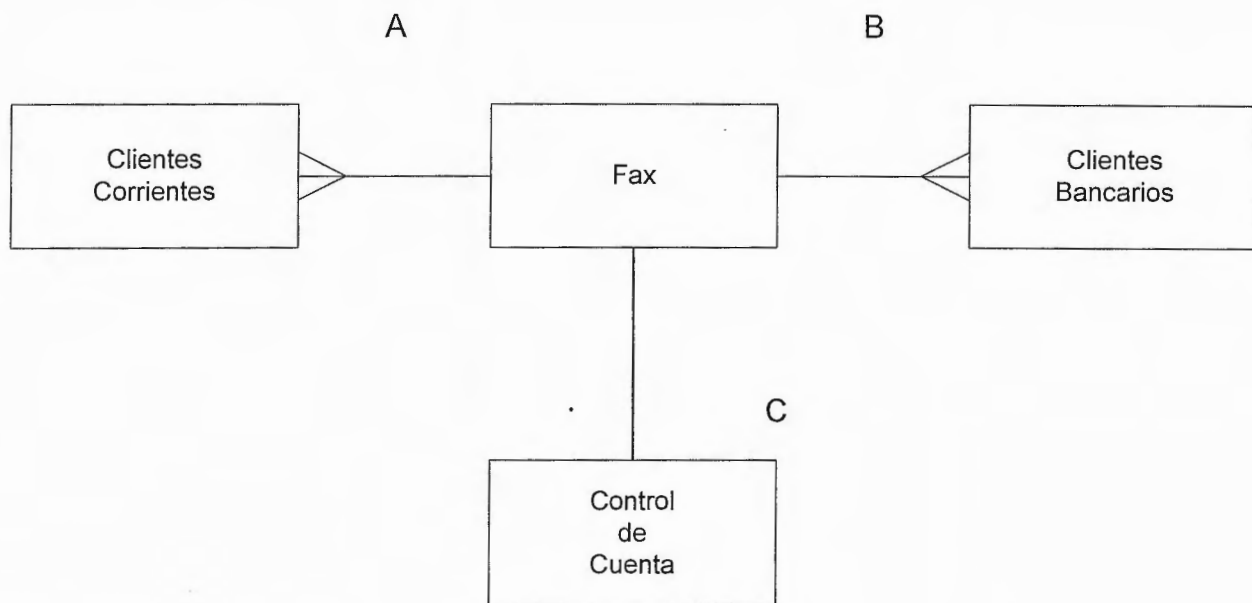 A
B
Clientes
Corrientes
Fax
Clientes
Bancarios
C
Control
de
Cuenta